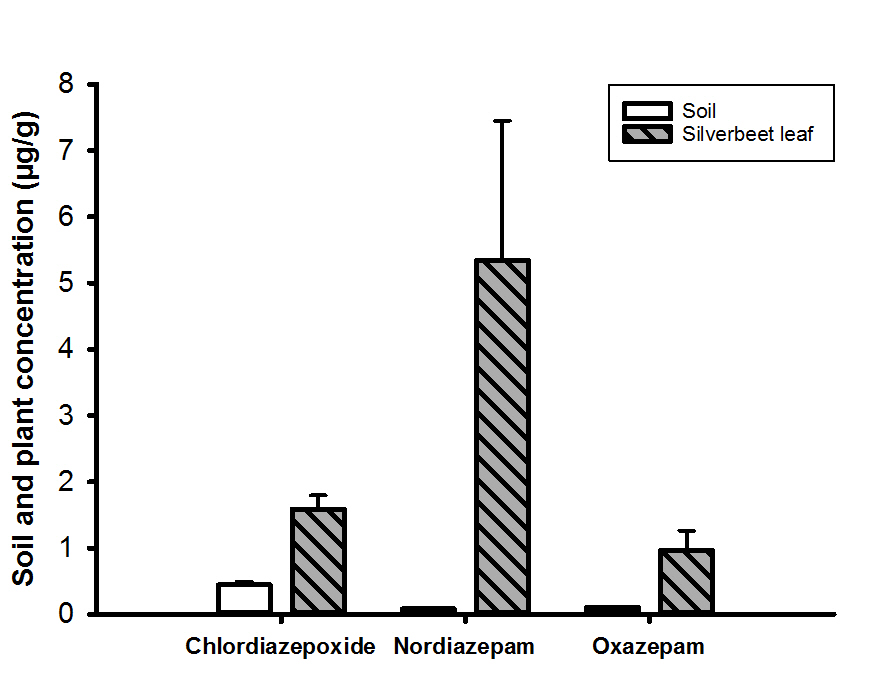 Soil and plant concentration (µg/g)
8
7
6
5
4
3
2
1
0
Soil
Silverbeet leaf
Chlordiazepoxide Nordiazepam Oxazepam